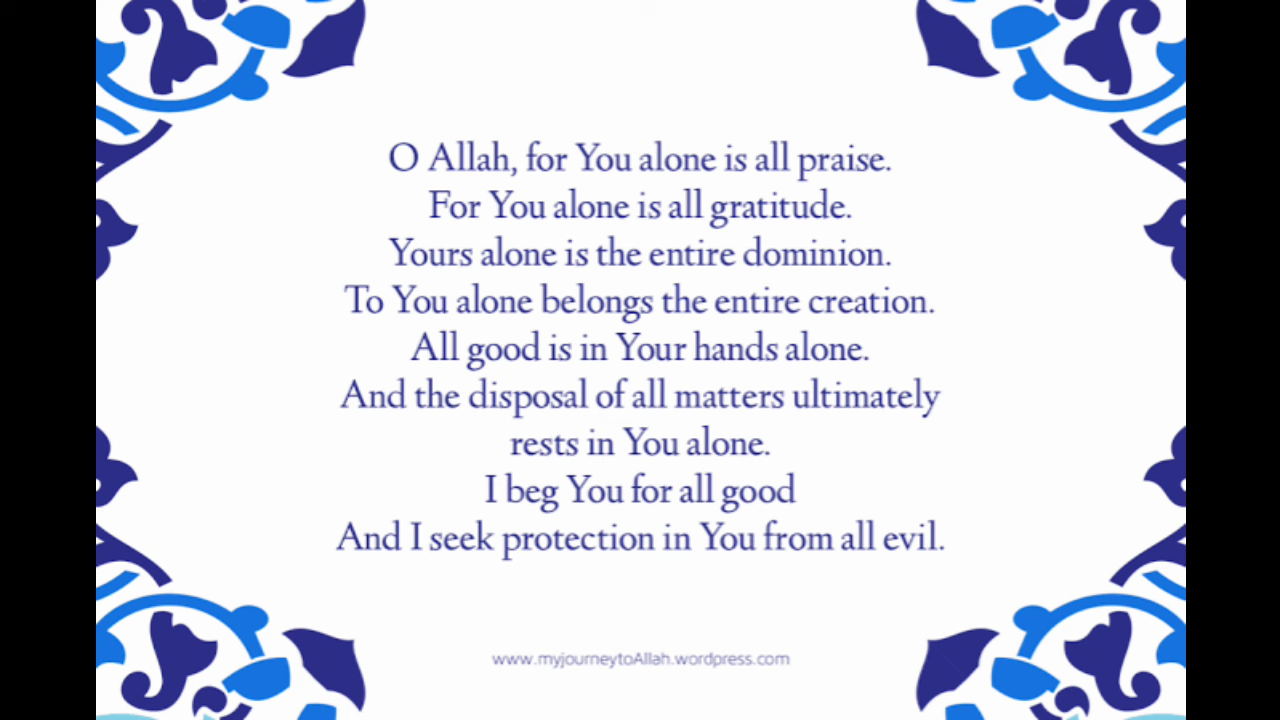 O Allah, for You alone is all praise.
For You alone is all gratitude.
Yours alone is the entire dominion.
To You alone belongs the entire creation.
All good is in Your hands alone.
And the disposal of all matters ultimately
rests in You alone.
I beg You for all good
And I seek protection in You from all evil.
www.myjourneytoAllah.wordpress.com